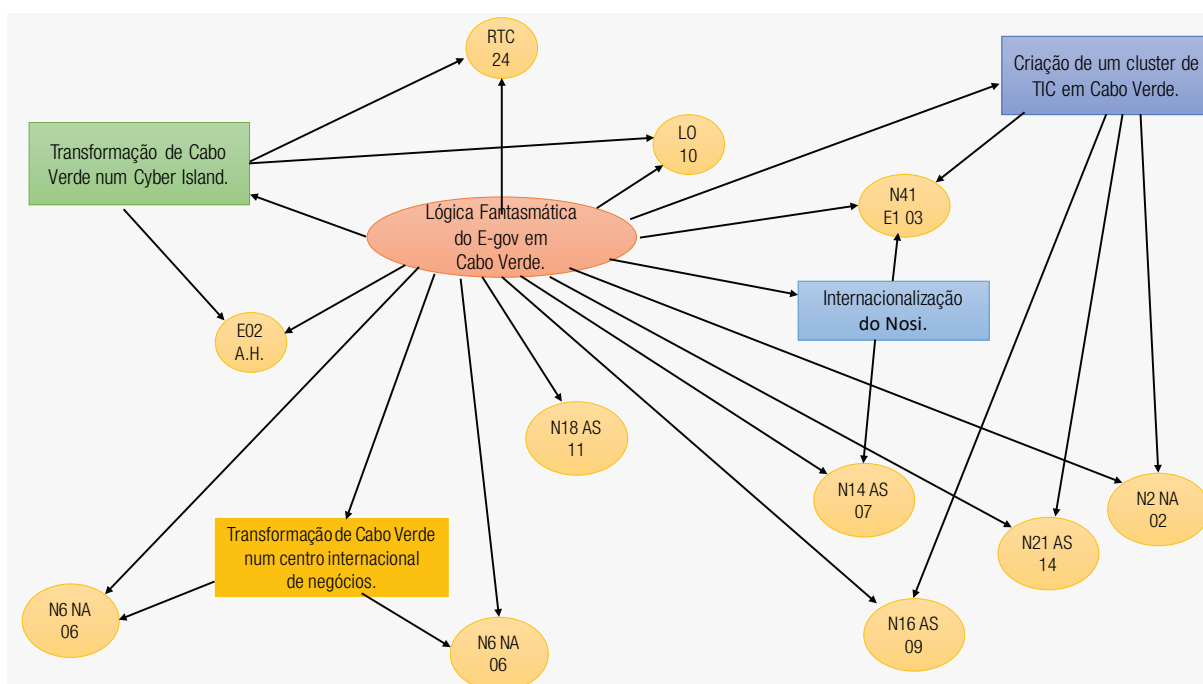 RTC
24
Criação de um cluster de
TIC em Cabo Verde.
Transformação de Cabo
Verde num Cyber Island.
LO
10
N41
E1 03
Lógica Fantasmática
do E-gov em
Cabo Verde.
Internacionalização
do Nosi.
E02
A.H.
N18 AS
11
N14 AS
07
N2 NA
02
N21 AS
14
Transformação de Cabo Verde
num centro internacional
de negócios.
N6 NA
06
N6 NA
06
N16 AS
09